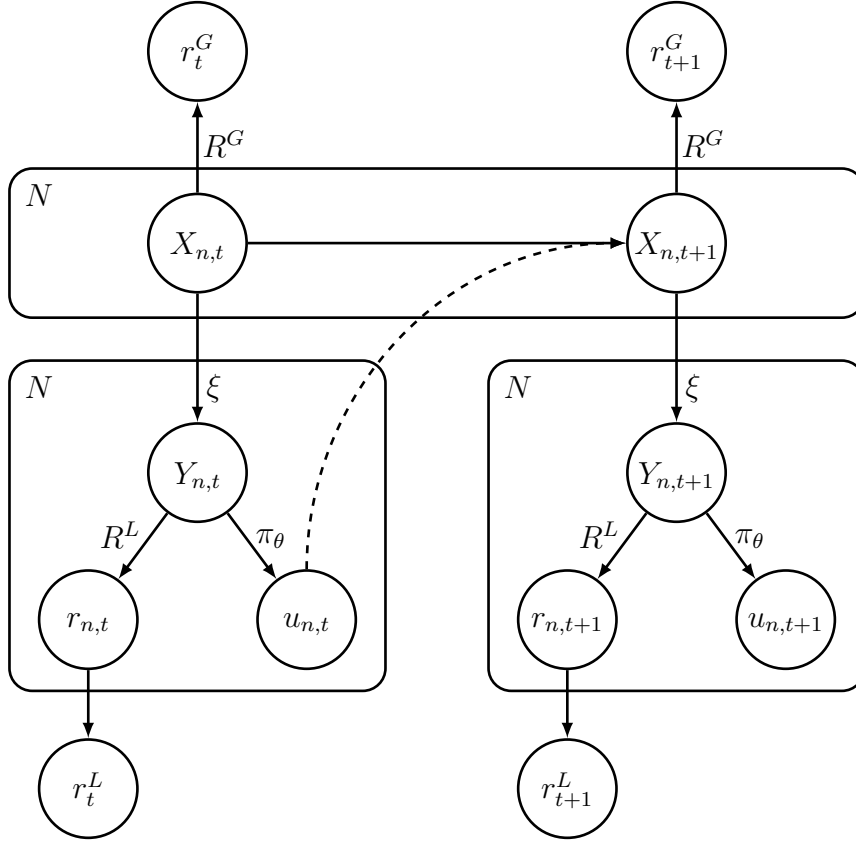 r_t^G r_{t+1}^G
R^G R^G
N
X_{n,t} X_{n,t+1}
ξ ξ
N N
Y_{n,t} Y_{n,t+1}
R^L π_θ R^L π_θ
r_{n,t} u_{n,t} r_{n,t+1} u_{n,t+1}
r_t^L r_{t+1}^L